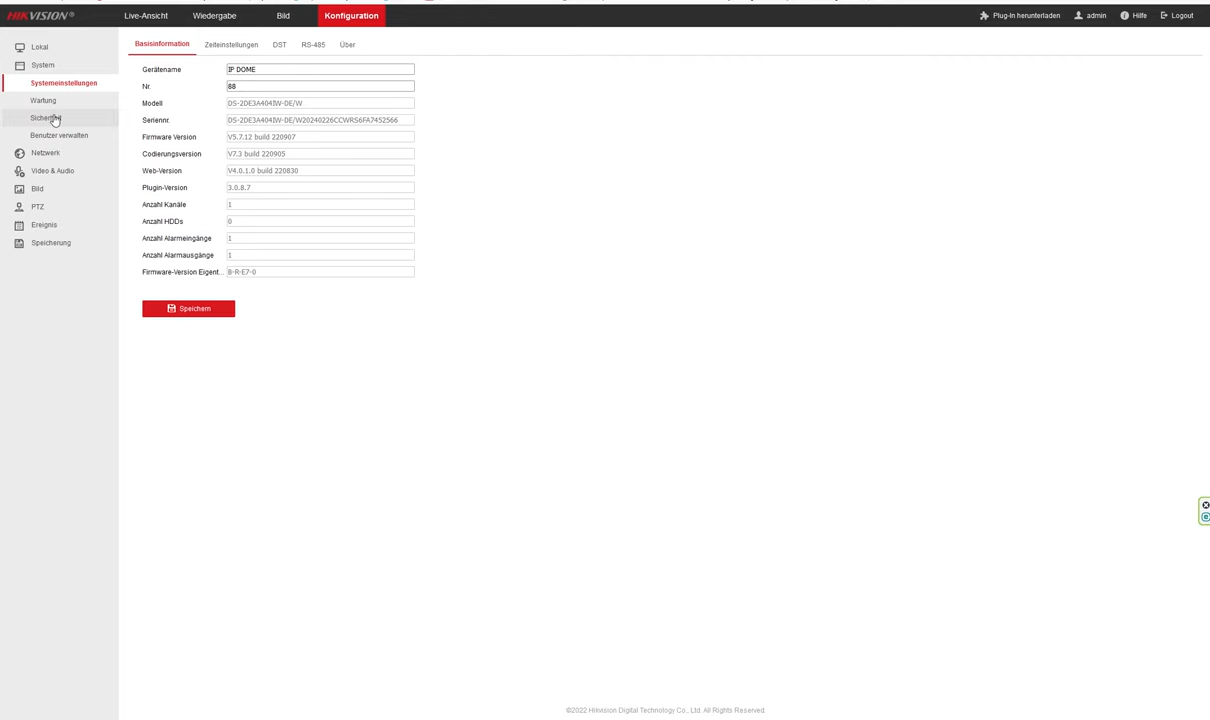 HIKVISION®
Live-Ansicht
Wiedergabe
Bild
Konfiguration
Plug-In herunterladen
admin
Hilfe
Logout
Lokal
System
Systemeinstellungen
Wartung
Benutzer verwalten
Netzwerk
Video & Audio
Bild
PTZ
Ereignis
Speicherung
Basisinformation
Zeiteinstellungen
DST
RS-485
Über
Gerätename IP DOME
Nr. 88
Modell DS-2DE3A404IW-DE/W
Seriennr. DS-2DE3A404IW-DE/W20240226CCWRS6FA7452566
Firmware Version V5.7.12 build 220907
Codierungsversion V7.3 build 220905
Web-Version V4.0.1.0 build 220830
Plugin-Version 3.0.8.7
Anzahl Kanäle 1
Anzahl HDDs 0
Anzahl Alarmeingänge 1
Anzahl Alarmausgänge 1
Firmware-Version Eigent... B-R-E7-0
Speichern
©2022 Hikvision Digital Technology Co., Ltd. All Rights Reserved.